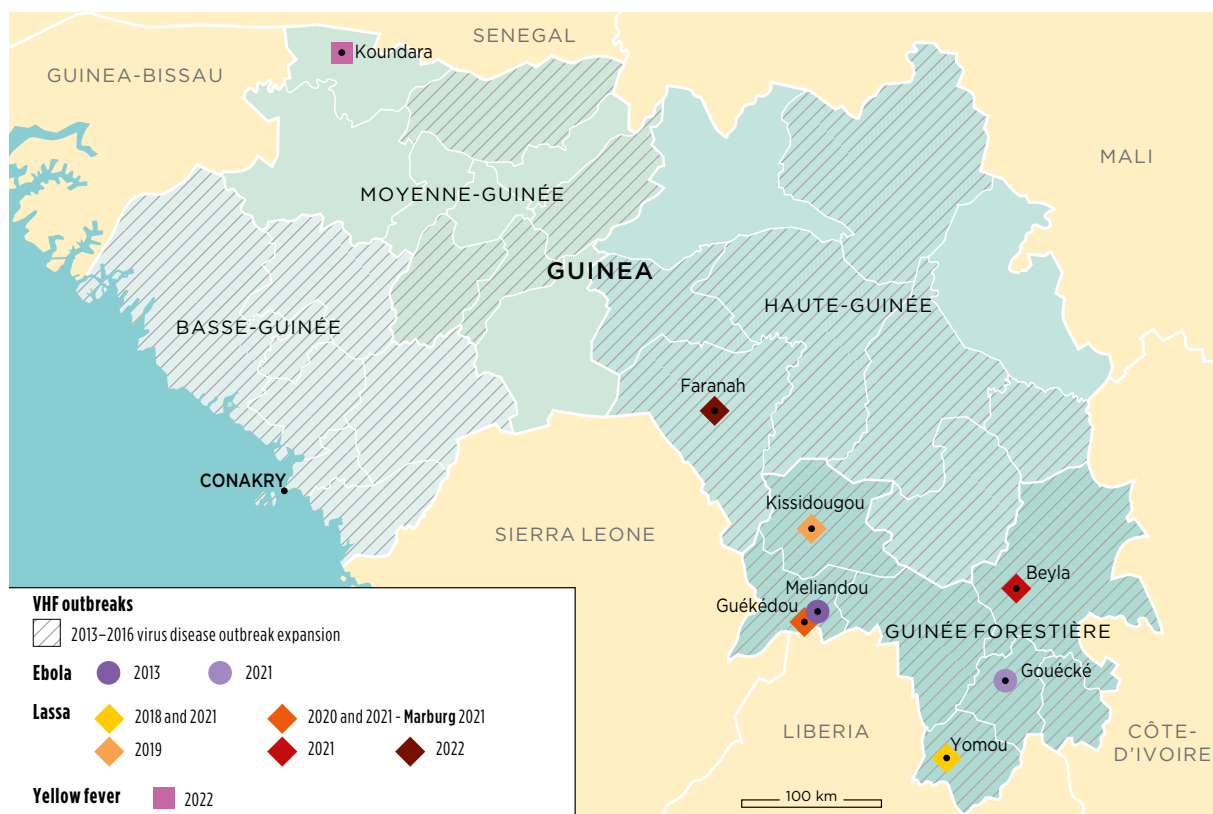 SENEGAL
Koundara
GUINEA-BISSAU
MALI
MOYENNE-GUINÉE
GUINEA
HAUTE-GUINÉE
BASSE-GUINÉE
Faranah
CONAKRY
Kissidougou
SIERRA LEONE
Beyla
Meliandou
Guékédou
GUINÉE FORESTIÈRE
Gouécké
LIBERIA
CÔTE-
D'IVOIRE
Yomou
100 km
VHF outbreaks
2013–2016 virus disease outbreak expansion
Ebola 2013 2021
Lassa 2018 and 2021 2020 and 2021 - Marburg 2021
2019 2021 2022
Yellow fever 2022